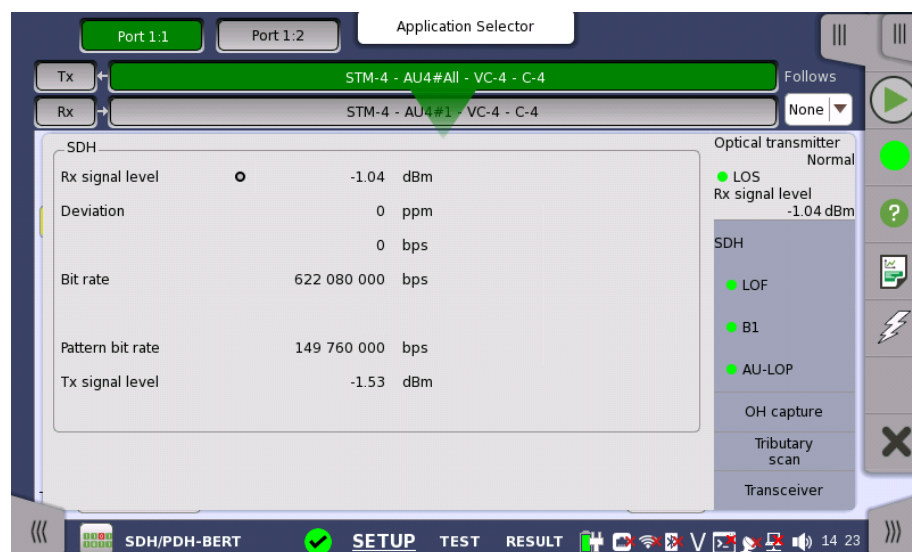 Port 1:1 Port 1:2 Application Selector
Tx STM-4 - AU4#All - VC-4 - C-4 Follows
Rx STM-4 - AU4#1 - VC-4 - C-4 None
SDH
Rx signal level -1.04 dBm
Deviation 0 ppm
0 bps
Bit rate 622 080 000 bps
Pattern bit rate 149 760 000 bps
Tx signal level -1.53 dBm
Optical transmitter
Normal
LOS
Rx signal level
-1.04 dBm
SDH
LOF
B1
AU-LOP
OH capture
Tributary
scan
Transceiver
SDH/PDH-BERT SETUP TEST RESULT 14 23